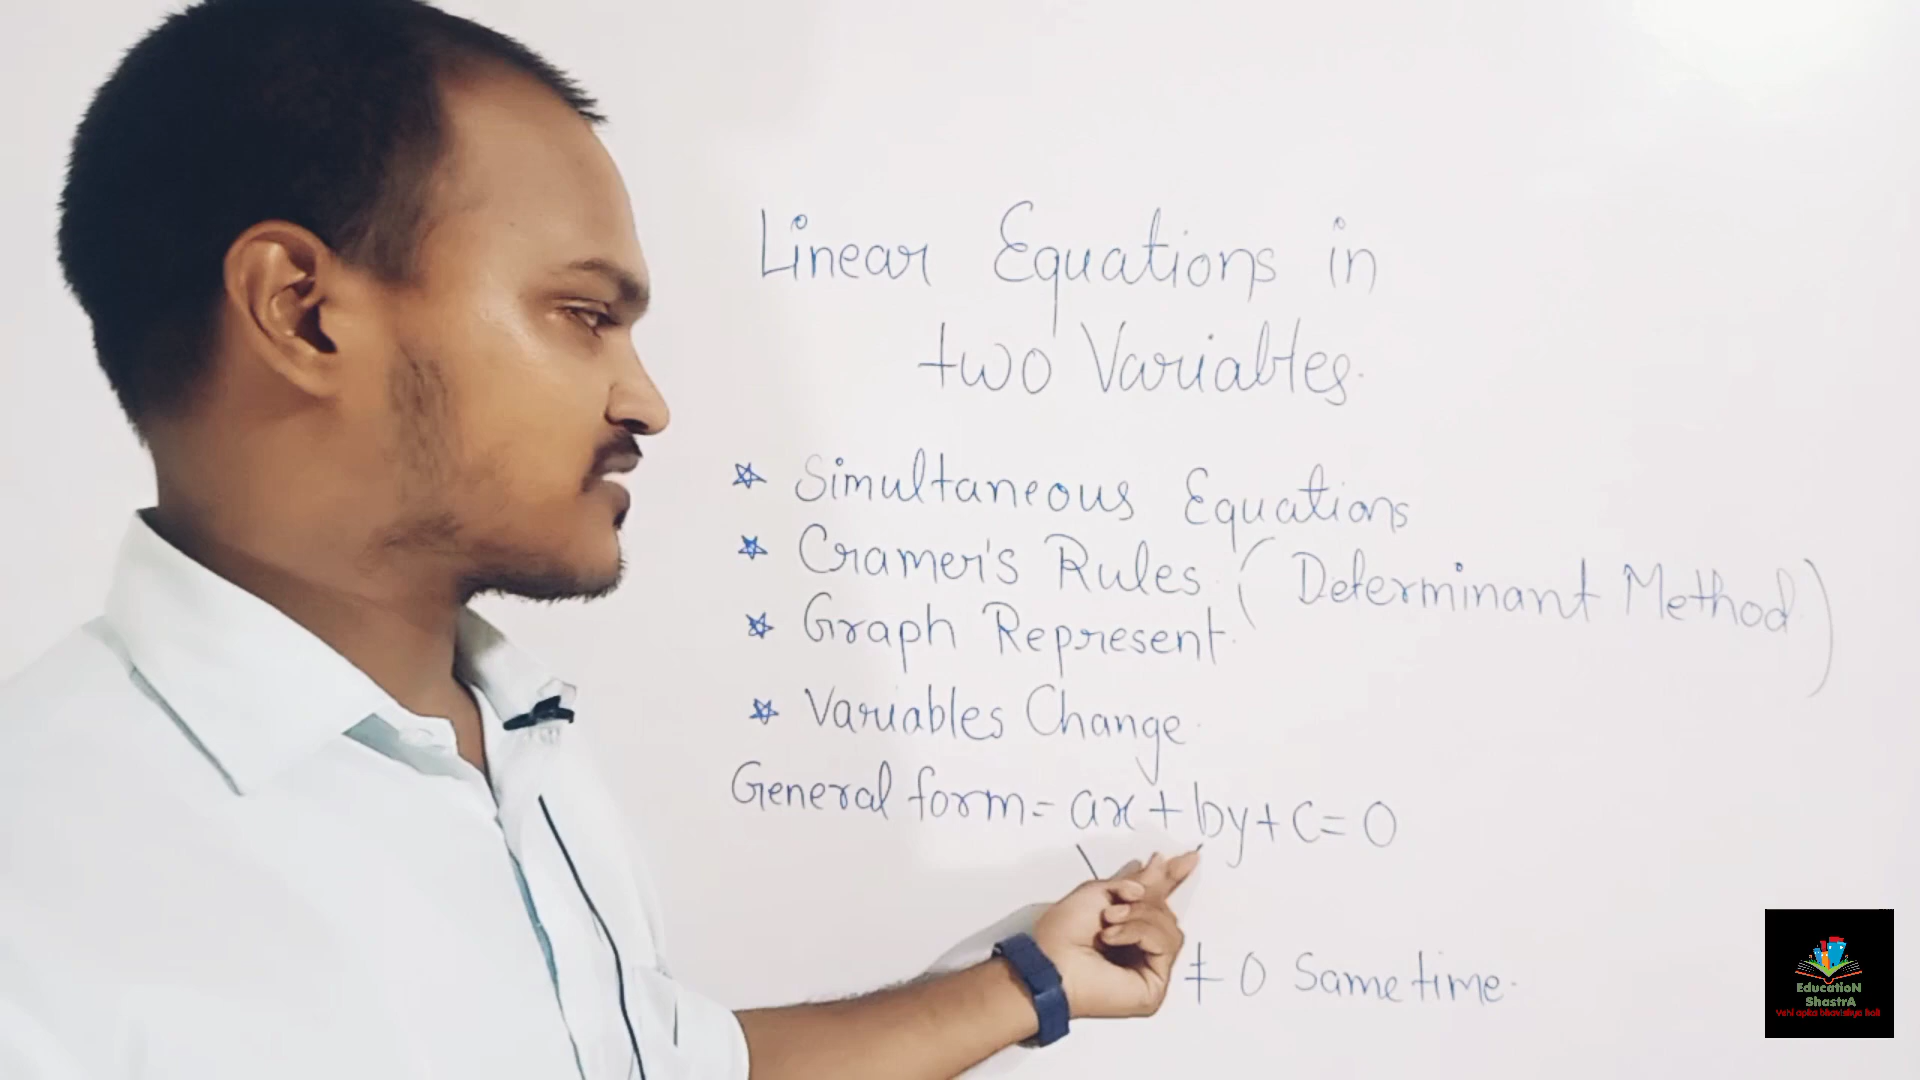 Linear Equations in
two Variables.
☆ Simultaneous Equations
☆ Cramer's Rules (Determinant Method)
☆ Graph Represent.
☆ Variables Change.
General form = ax + by + c = 0
≠ 0 Same time.
EducatioN
ShastrA